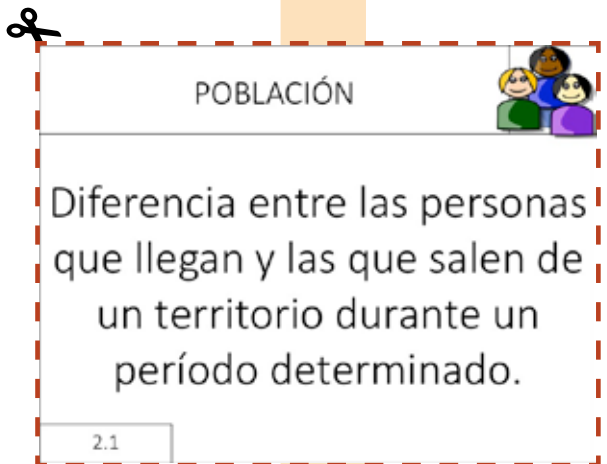 POBLACIÓN
Diferencia entre las personas
que llegan y las que salen de
un territorio durante un
período determinado.
2.1